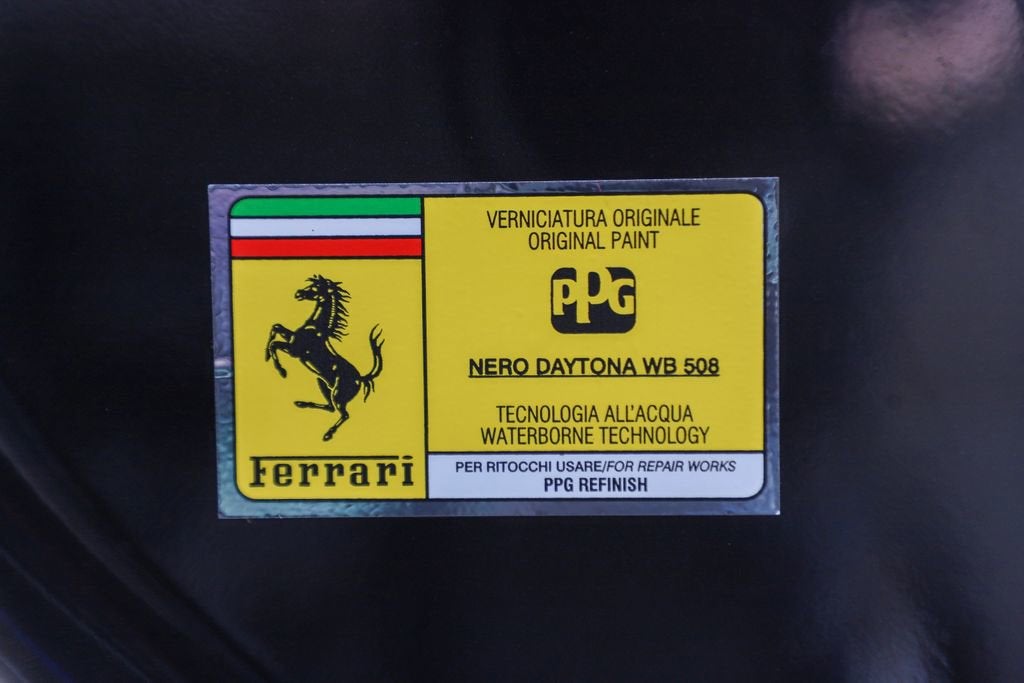 VERNICIATURA ORIGINALE
ORIGINAL PAINT
PPG
NERO DAYTONA WB 508
TECNOLOGIA ALL'ACQUA
WATERBORNE TECHNOLOGY
PER RITOCCHI USARE/FOR REPAIR WORKS
PPG REFINISH
Ferrari